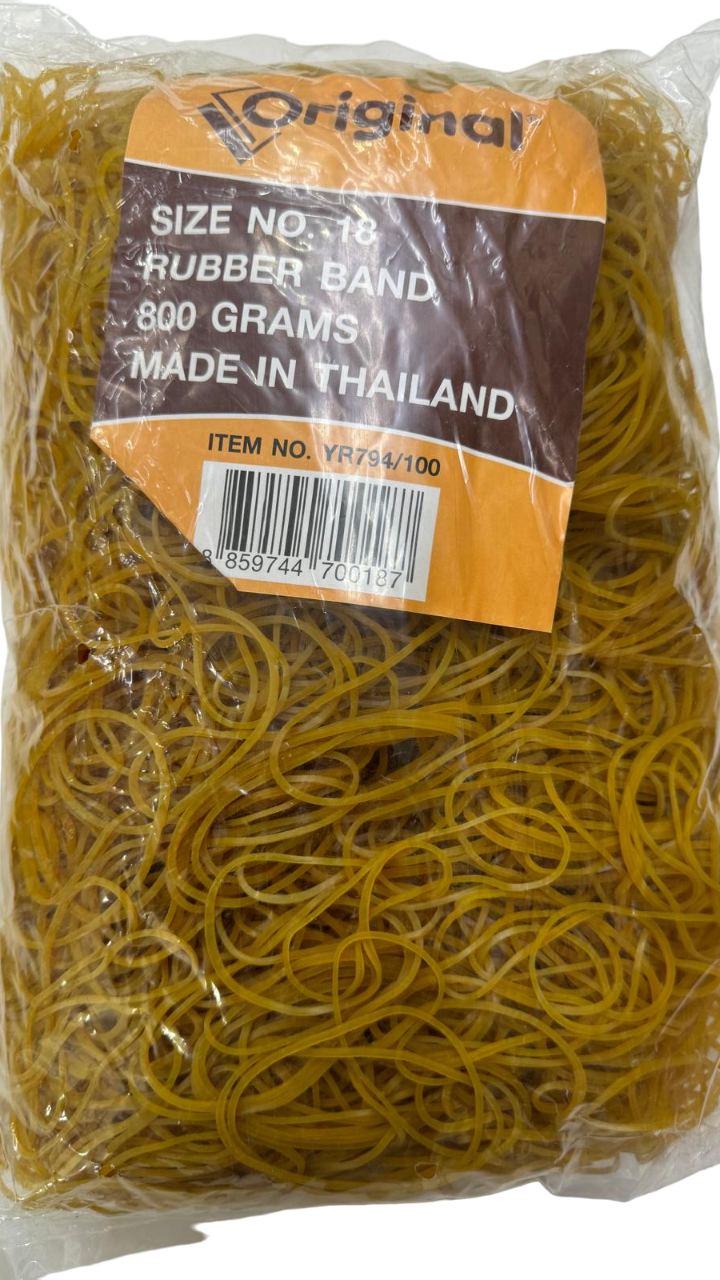 Original
SIZE NO. 18
RUBBER BAND
800 GRAMS
MADE IN THAILAND
ITEM NO. YR794/100
8 859744 700187